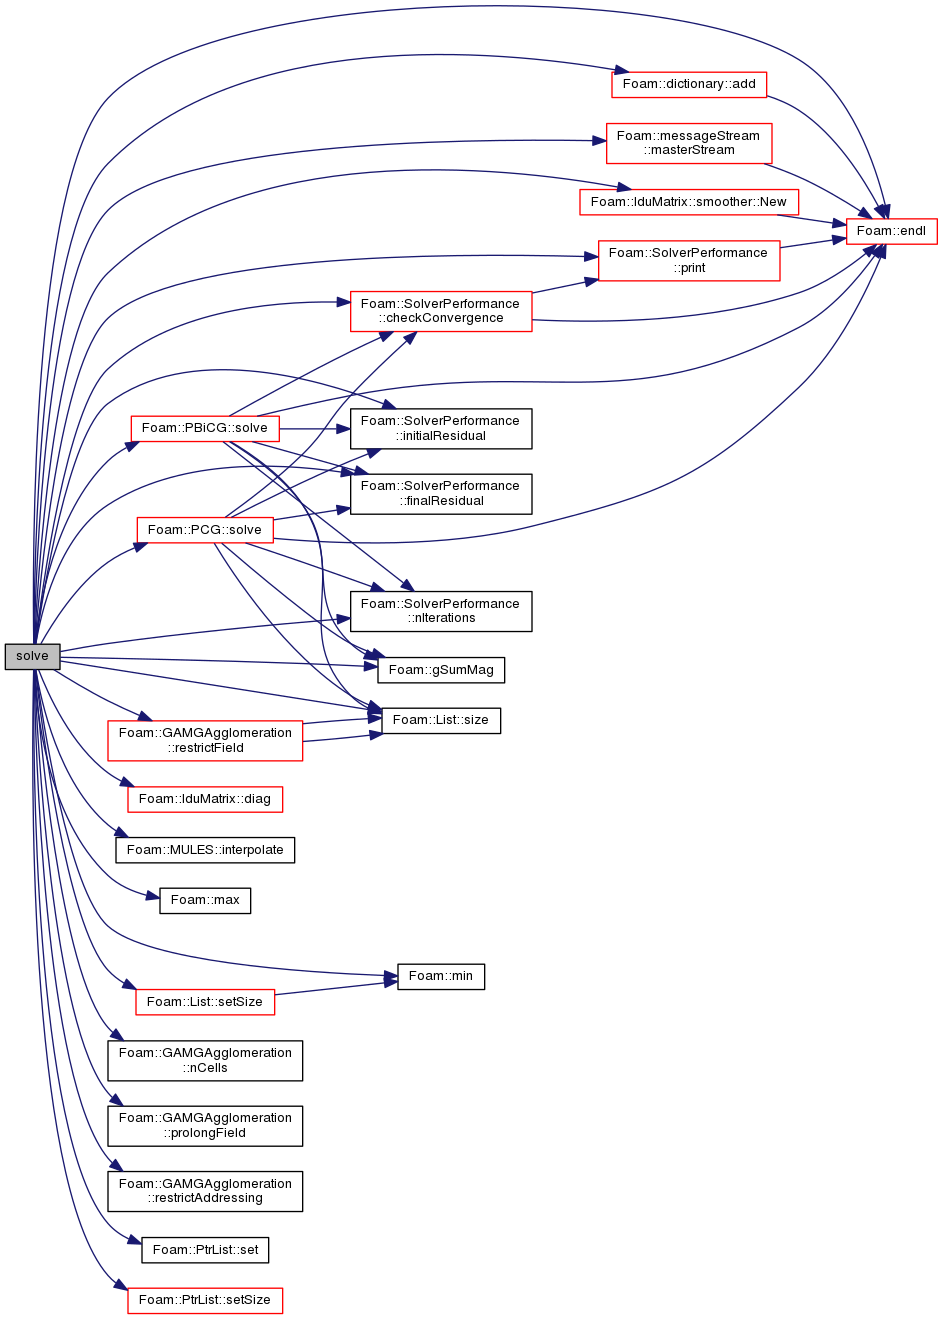 Foam::dictionary::add
Foam::messageStream
::masterStream
Foam::lduMatrix::smoother::New
Foam::endl
Foam::SolverPerformance
::print
Foam::SolverPerformance
::checkConvergence
Foam::PBiCG::solve
Foam::SolverPerformance
::initialResidual
Foam::SolverPerformance
::finalResidual
Foam::PCG::solve
Foam::SolverPerformance
::nIterations
solve
Foam::gSumMag
Foam::List::size
Foam::GAMGAgglomeration
::restrictField
Foam::lduMatrix::diag
Foam::MULES::interpolate
Foam::max
Foam::min
Foam::List::setSize
Foam::GAMGAgglomeration
::nCells
Foam::GAMGAgglomeration
::prolongField
Foam::GAMGAgglomeration
::restrictAddressing
Foam::PtrList::set
Foam::PtrList::setSize